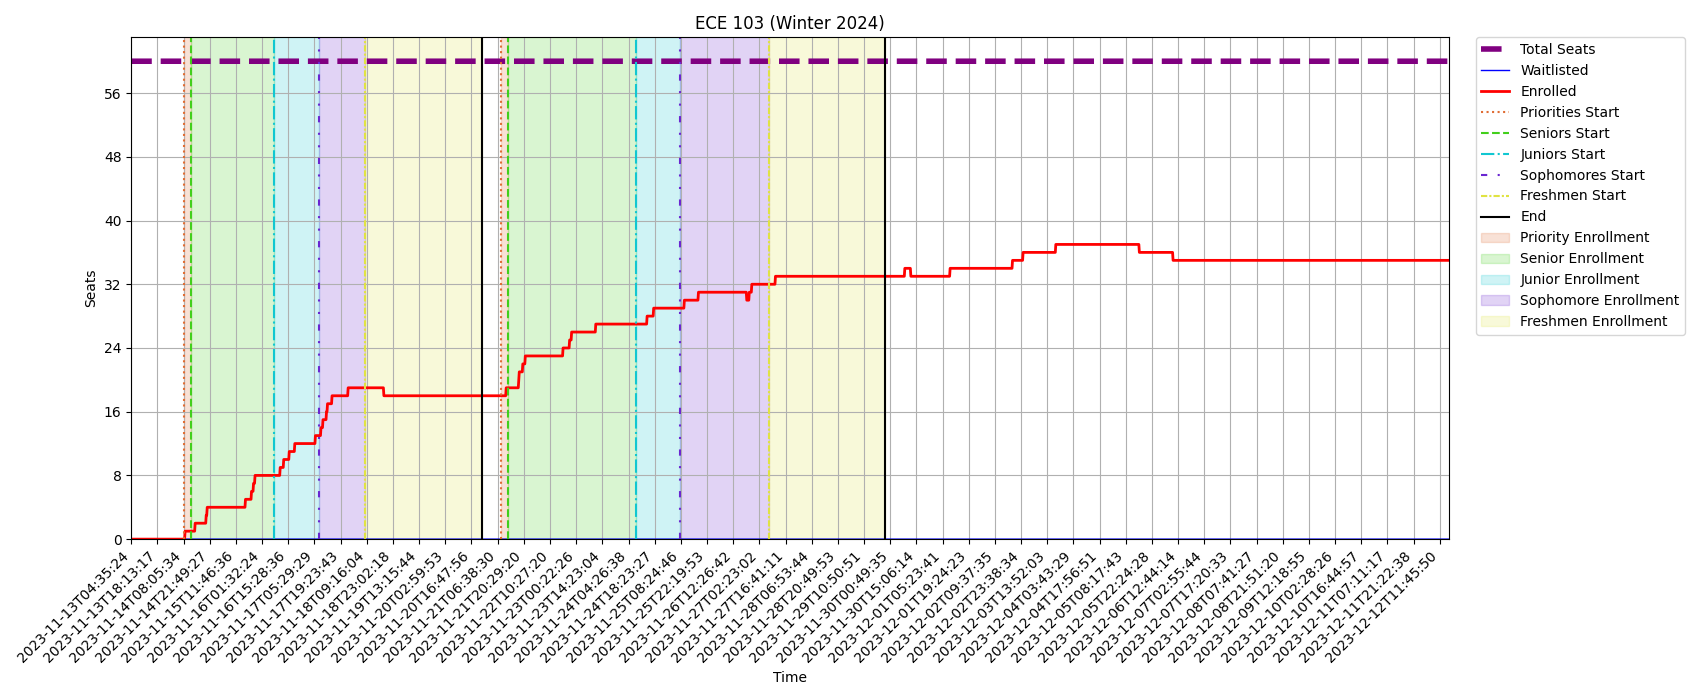 ECE 103 (Winter 2024)
Total Seats
Waitlisted
Enrolled
Priorities Start
Seniors Start
Juniors Start
Sophomores Start
Freshmen Start
End
Priority Enrollment
Senior Enrollment
Junior Enrollment
Sophomore Enrollment
Freshmen Enrollment
Seats
56
48
40
32
24
16
8
0
2023-11-13T04:35:24
2023-11-13T18:13:17
2023-11-14T08:05:34
2023-11-14T21:49:27
2023-11-15T11:46:36
2023-11-16T01:32:24
2023-11-16T15:28:36
2023-11-17T05:29:29
2023-11-17T19:23:43
2023-11-18T09:16:04
2023-11-18T23:02:18
2023-11-19T13:15:44
2023-11-20T02:59:53
2023-11-20T16:47:56
2023-11-21T06:38:30
2023-11-21T20:29:20
2023-11-22T10:27:20
2023-11-23T00:22:26
2023-11-23T14:23:04
2023-11-24T04:26:38
2023-11-24T18:23:27
2023-11-25T08:24:46
2023-11-25T22:19:53
2023-11-26T12:26:42
2023-11-27T02:23:02
2023-11-27T16:41:11
2023-11-28T06:53:44
2023-11-28T20:49:53
2023-11-29T10:50:51
2023-11-30T00:49:35
2023-11-30T15:06:14
2023-12-01T05:23:41
2023-12-01T19:24:23
2023-12-02T09:37:35
2023-12-02T23:38:34
2023-12-03T13:52:03
2023-12-04T03:43:29
2023-12-04T17:56:51
2023-12-05T08:17:43
2023-12-05T22:24:28
2023-12-06T12:44:14
2023-12-07T02:55:44
2023-12-07T17:20:33
2023-12-08T07:41:27
2023-12-08T21:51:20
2023-12-09T12:18:55
2023-12-10T02:28:26
2023-12-10T16:44:57
2023-12-11T07:11:17
2023-12-11T21:22:38
2023-12-12T11:45:50
Time